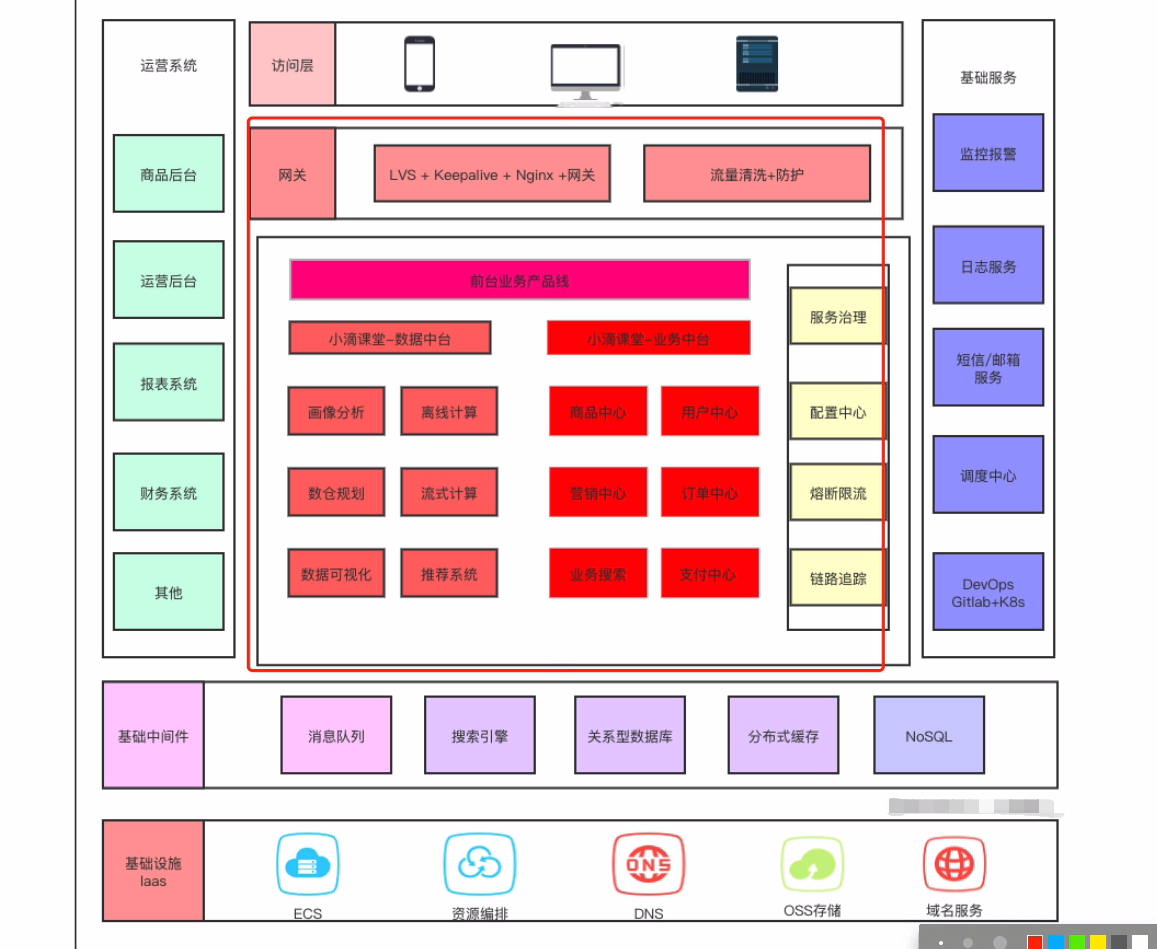 运营系统
商品后台
运营后台
报表系统
财务系统
其他
访问层
网关
LVS + Keepalive + Nginx +网关
流量清洗+防护
前台业务产品线
小滴课堂-数据中台
小滴课堂-业务中台
画像分析
离线计算
商品中心
用户中心
数仓规划
流式计算
营销中心
订单中心
数据可视化
推荐系统
业务搜索
支付中心
服务治理
配置中心
熔断限流
链路追踪
基础服务
监控报警
日志服务
短信/邮箱
服务
调度中心
DevOps
Gitlab+K8s
基础中间件
消息队列
搜索引擎
关系型数据库
分布式缓存
NoSQL
基础设施
Iaas
ECS
资源编排
DNS
DNS
OSS存储
域名服务